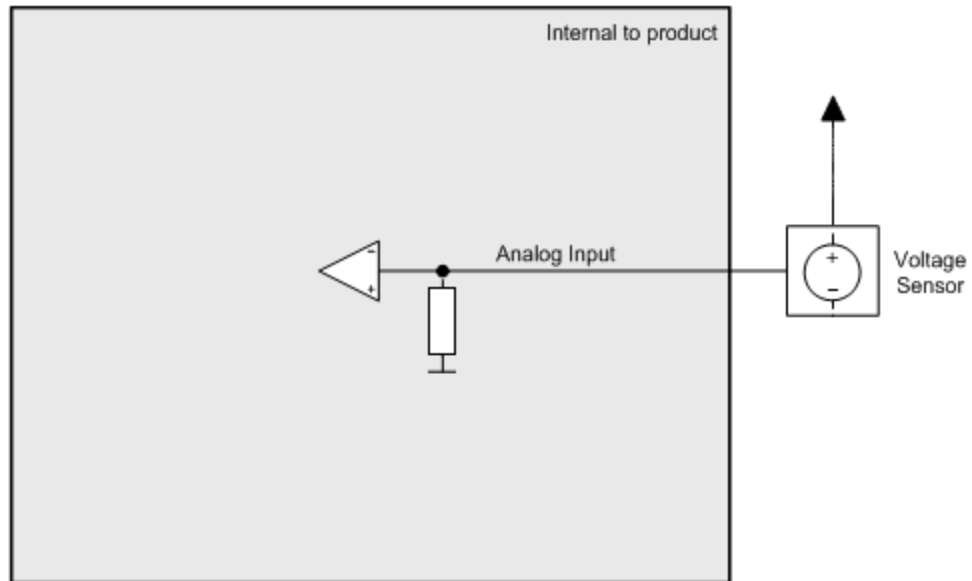 Internal to product
Analog Input
Voltage
Sensor
-
+
+
-